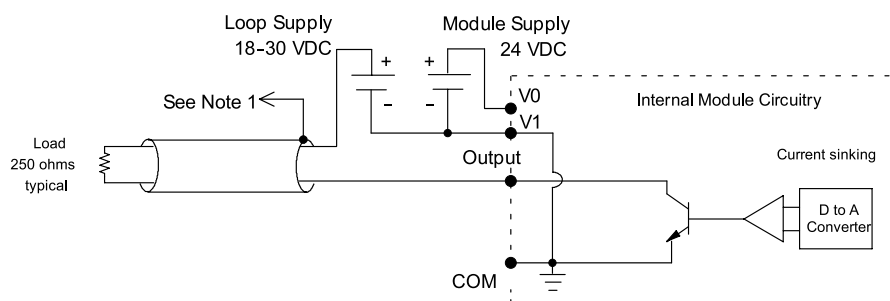 Loop Supply
18-30 VDC
Module Supply
24 VDC
+
+
−
−
V0
V1
Internal Module Circuitry
See Note 1
Load
250 ohms
typical
Output
Current sinking
D to A
Converter
COM